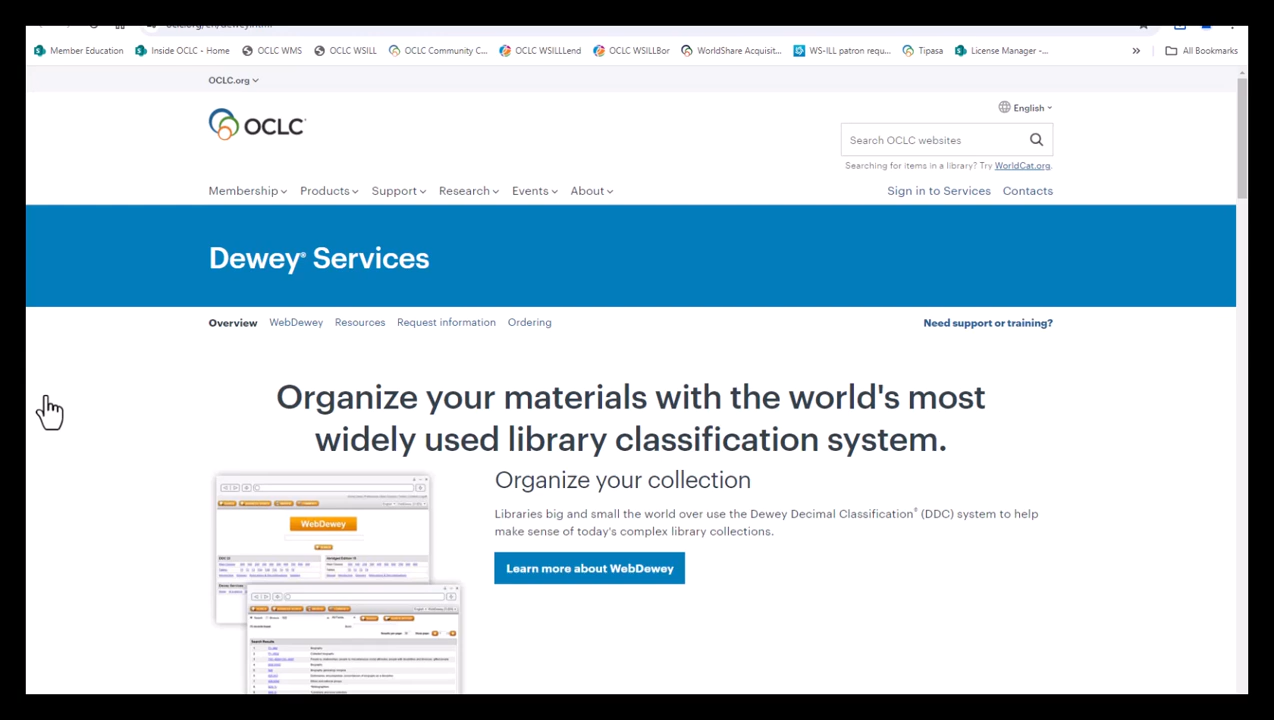 Member Education
Inside OCLC - Home
OCLC WMS
OCLC WSILL
OCLC Community C...
OCLC WSILLLend
OCLC WSILLBor
WorldShare Acquisit...
WS-ILL patron requ...
Tipasa
License Manager -...
»
All Bookmarks
OCLC.org
English
OCLC
Search OCLC websites
Searching for items in a library? Try WorldCat.org.
Membership Products Support Research Events About
Sign in to Services Contacts
Dewey® Services
Overview WebDewey Resources Request information Ordering
Need support or training?
Organize your materials with the world's most
widely used library classification system.
WebDewey
Organize your collection
Libraries big and small the world over use the Dewey Decimal Classification® (DDC) system to help
make sense of today's complex library collections.
Learn more about WebDewey